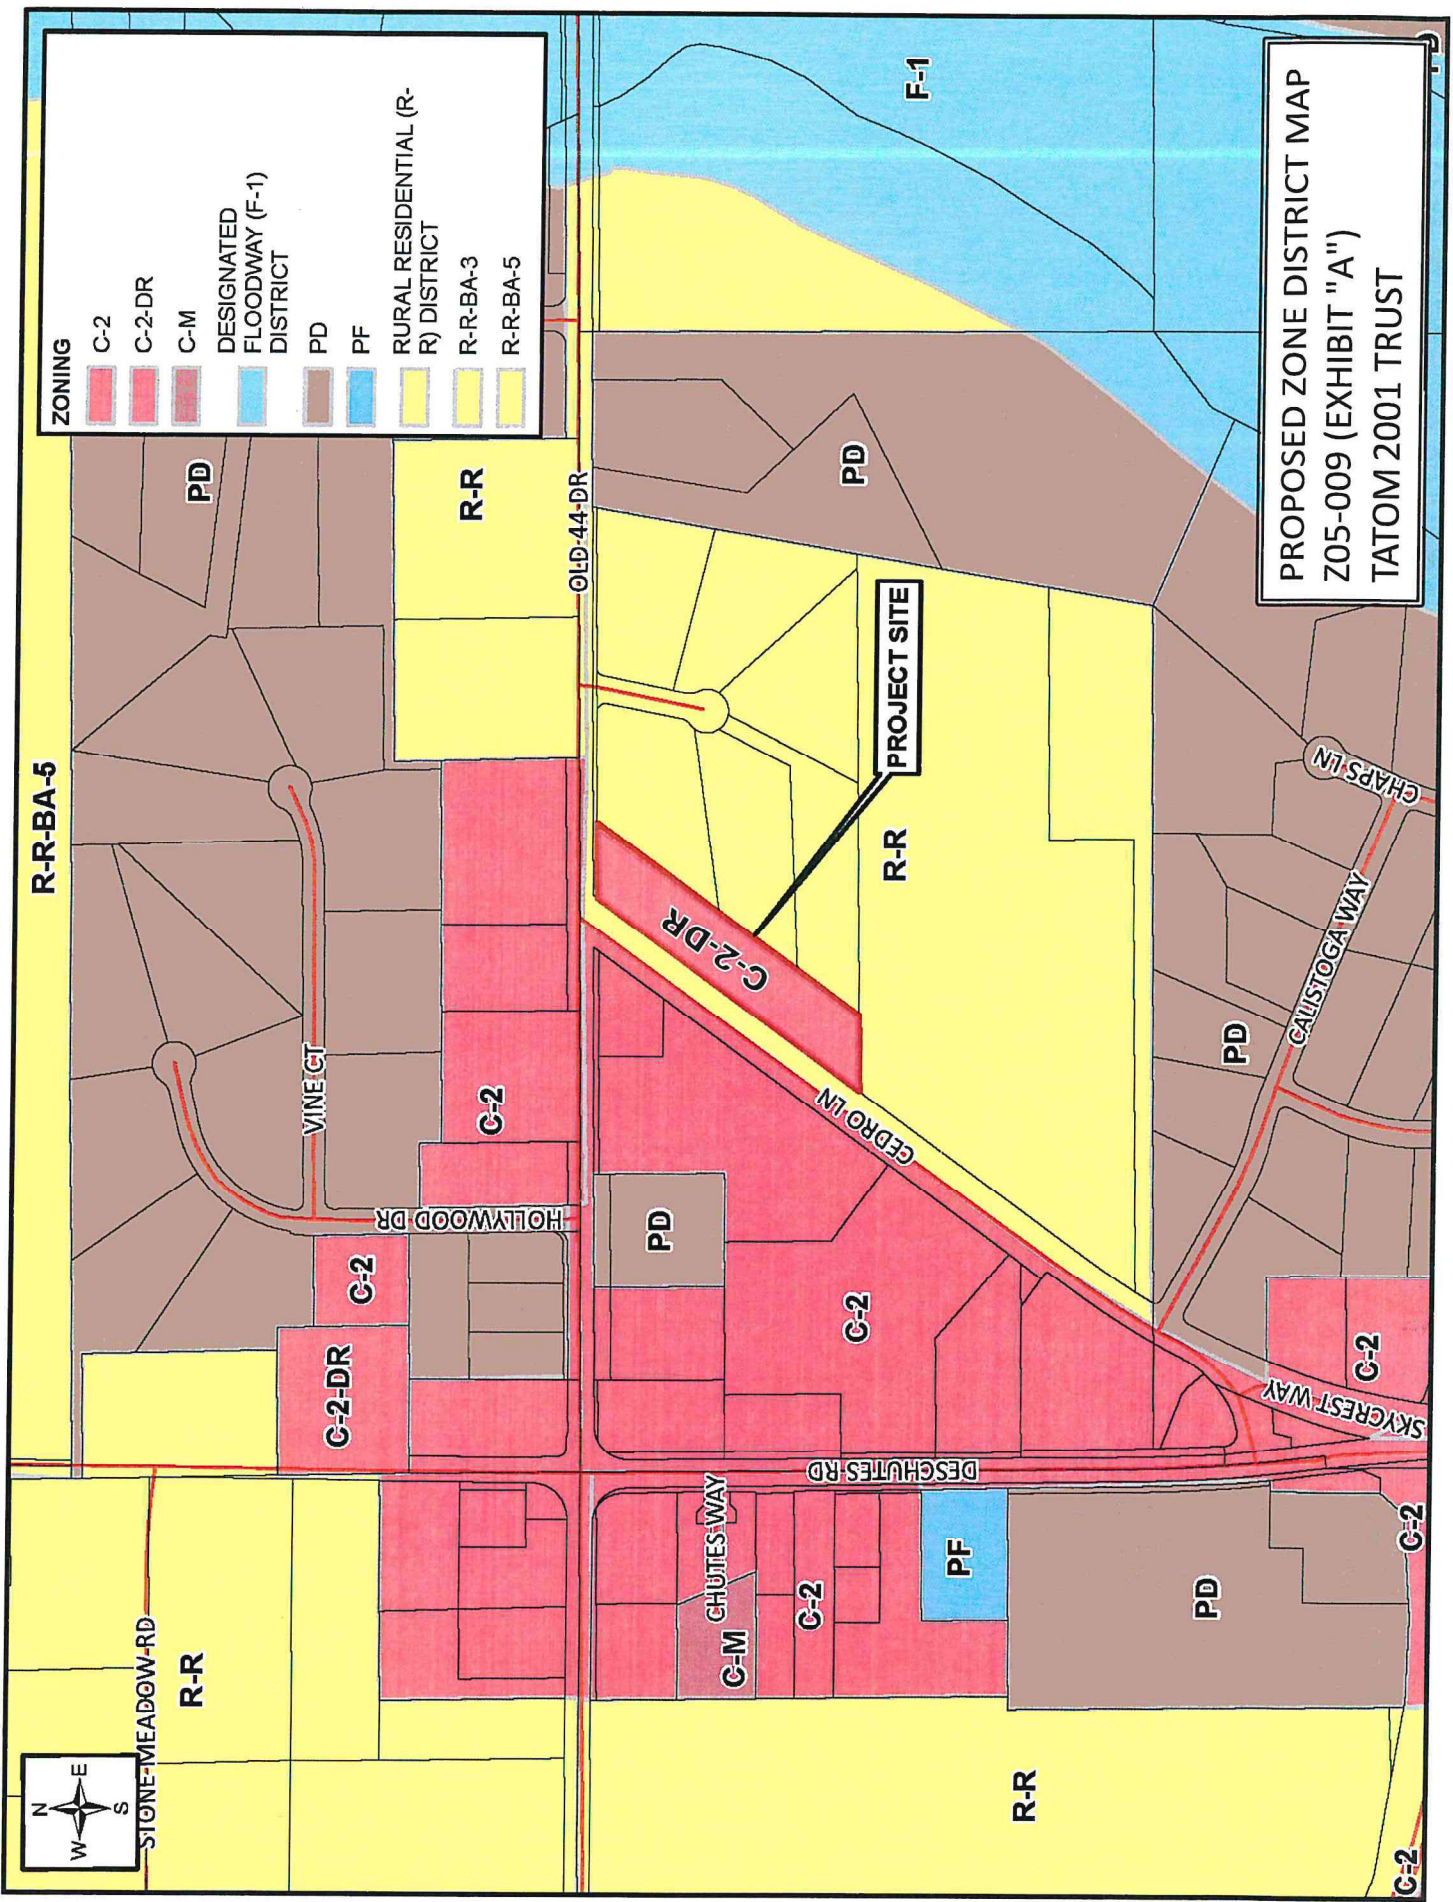 N
W E
S
ZONING
C-2
C-2-DR
C-M
DESIGNATED
FLOODWAY (F-1)
DISTRICT
PD
PF
RURAL RESIDENTIAL (R-
R) DISTRICT
R-R-BA-3
R-R-BA-5
R-R-BA-5
STONE MEADOW RD
R-R
PD
VINE CT
HOLLYWOOD DR
C-2
C-2-DR
C-2
R-R
OLD 44 DR
F-1
PD
C-2-DR
PROJECT SITE
PD
CEDRO LN
R-R
CHUTES WAY
C-M
C-2
DESCHUTES RD
C-2
PF
PD
R-R
PD
CALISTOGA WAY
CHAPS LN
SKYCREST WAY
C-2
C-2
C-2
PROPOSED ZONE DISTRICT MAP
Z05-009 (EXHIBIT "A")
TATOM 2001 TRUST